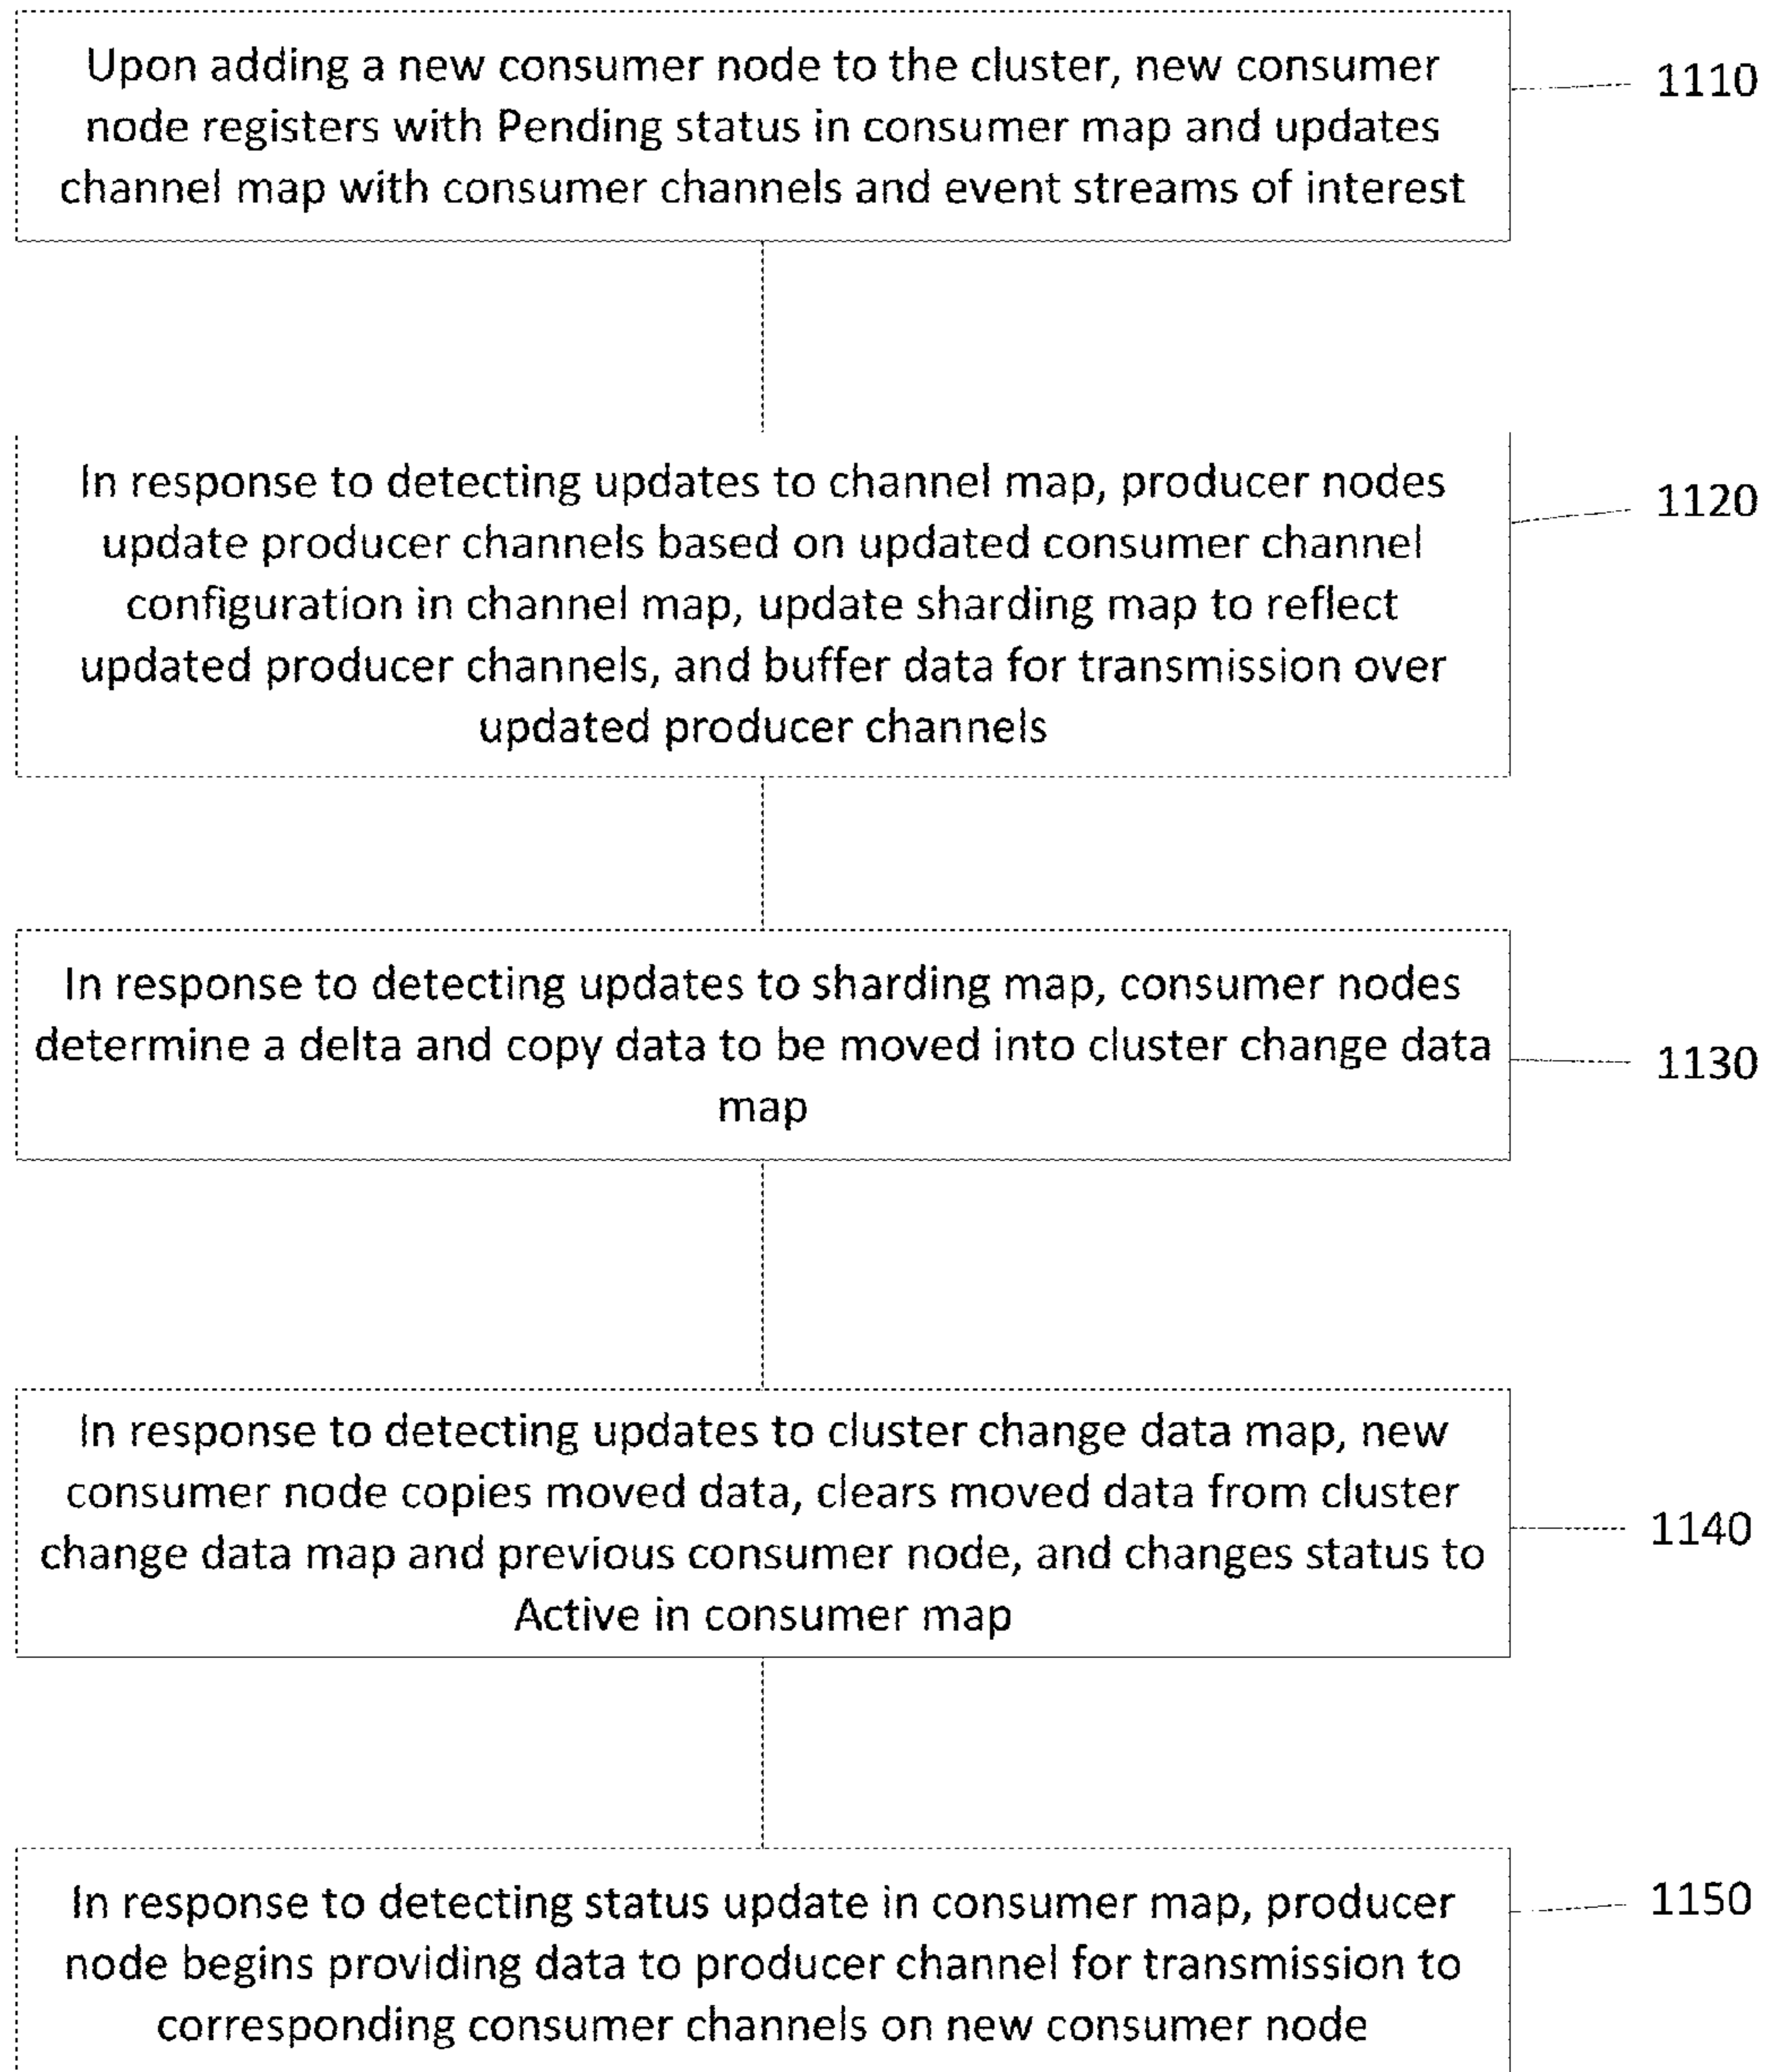 Upon adding a new consumer node to the cluster, new consumer
node registers with Pending status in consumer map and updates
channel map with consumer channels and event streams of interest
1110
In response to detecting updates to channel map, producer nodes
update producer channels based on updated consumer channel
configuration in channel map, update sharding map to reflect
updated producer channels, and buffer data for transmission over
updated producer channels
1120
In response to detecting updates to sharding map, consumer nodes
determine a delta and copy data to be moved into cluster change data
map
1130
In response to detecting updates to cluster change data map, new
consumer node copies moved data, clears moved data from cluster
change data map and previous consumer node, and changes status to
Active in consumer map
1140
In response to detecting status update in consumer map, producer
node begins providing data to producer channel for transmission to
corresponding consumer channels on new consumer node
1150